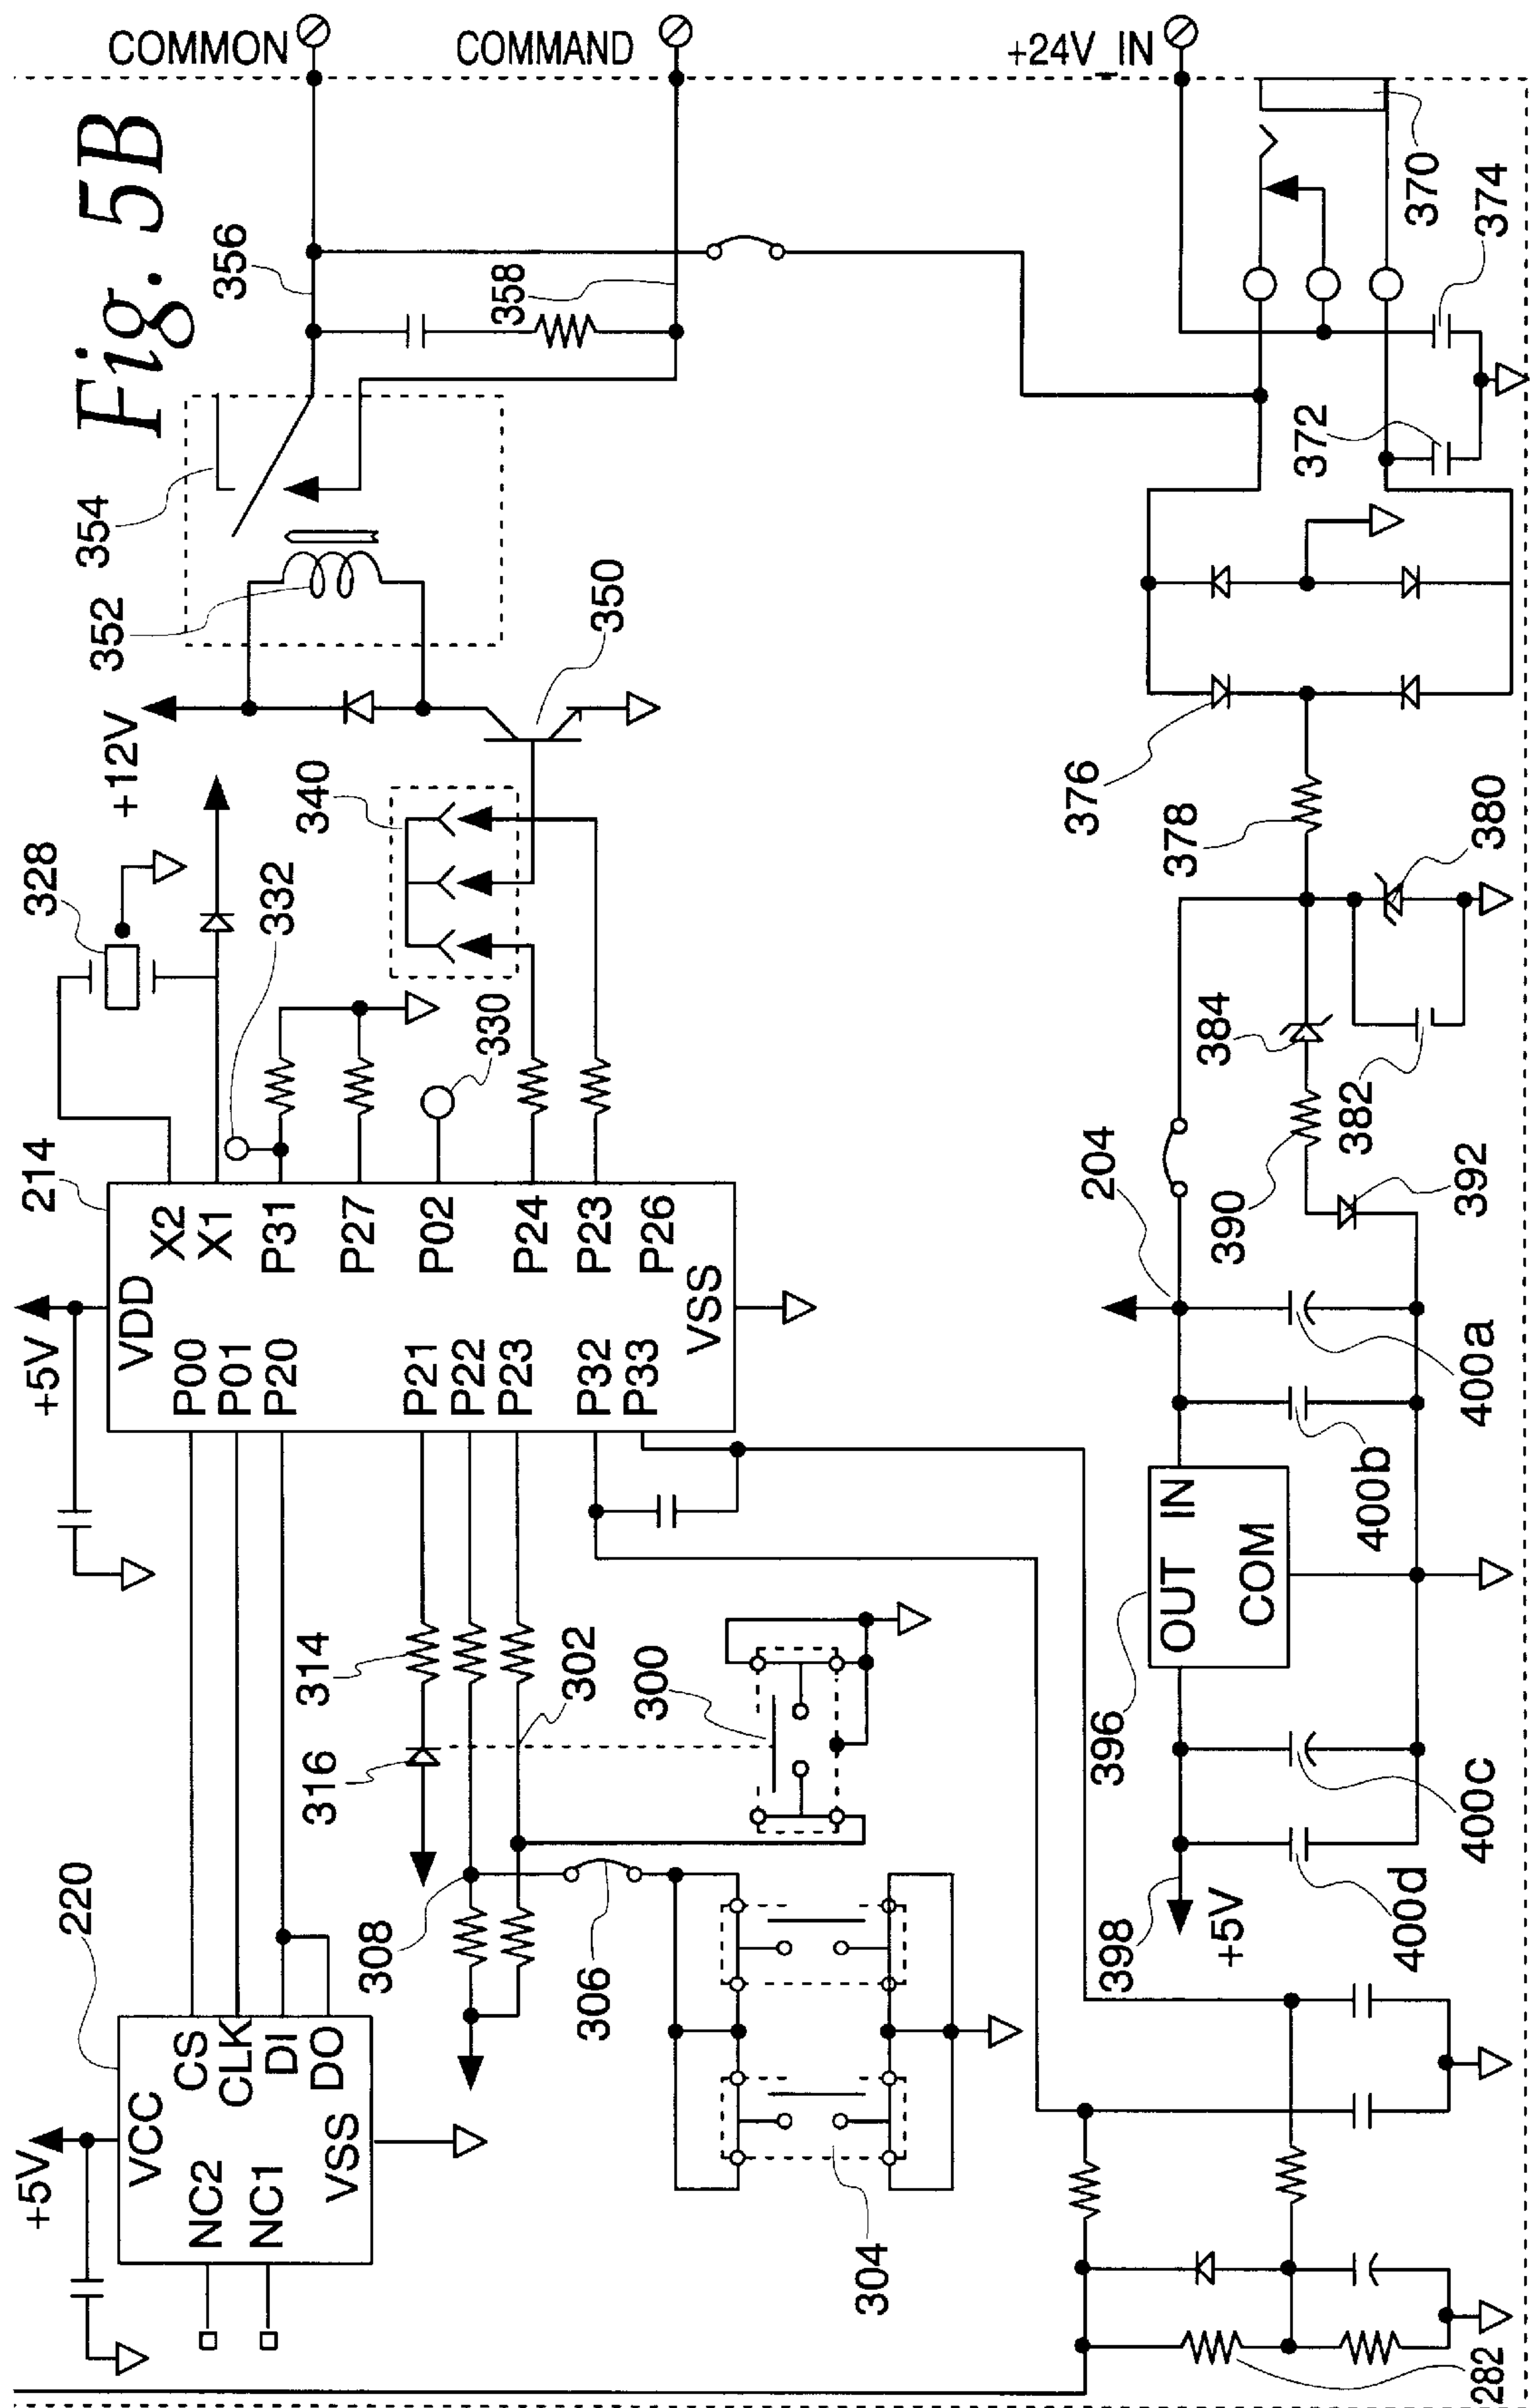 Fig. 5B
COMMON
COMMAND
+24V_IN
356
358
354
352
350
+12V
340
328
332
330
214
+5V
VDD
X2
X1
P31
P27
P02
P24
P23
P26
VSS
P00
P01
P20
P21
P22
P23
P32
P33
314
316
302
300
308
306
304
220
+5V
VCC
CS
CLK
DI
DO
NC2
NC1
VSS
370
374
372
376
378
380
384
382
390
392
204
400a
400b
396
OUT
IN
COM
400c
400d
398
+5V
282